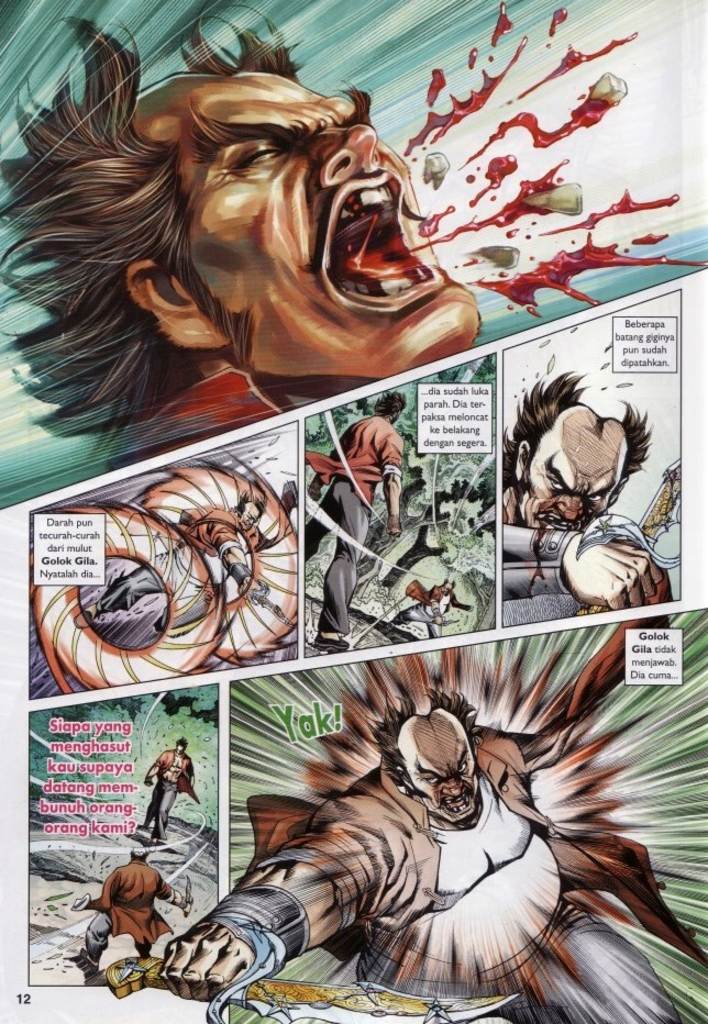 Darah pun
tecurah-curah
dari mulut
Golok Gila.
Nyatalah dia...
...dia sudah luka
parah. Dia ter-
paksa meloncat
ke belakang
dengan segera.
Beberapa
batang giginya
pun sudah
dipatahkan.
Siapa yang
menghasut
kau supaya
datang mem-
bunuh orang-
orang kami?
Yak!
Golok
Gila tidak
menjawab.
Dia cuma...
12